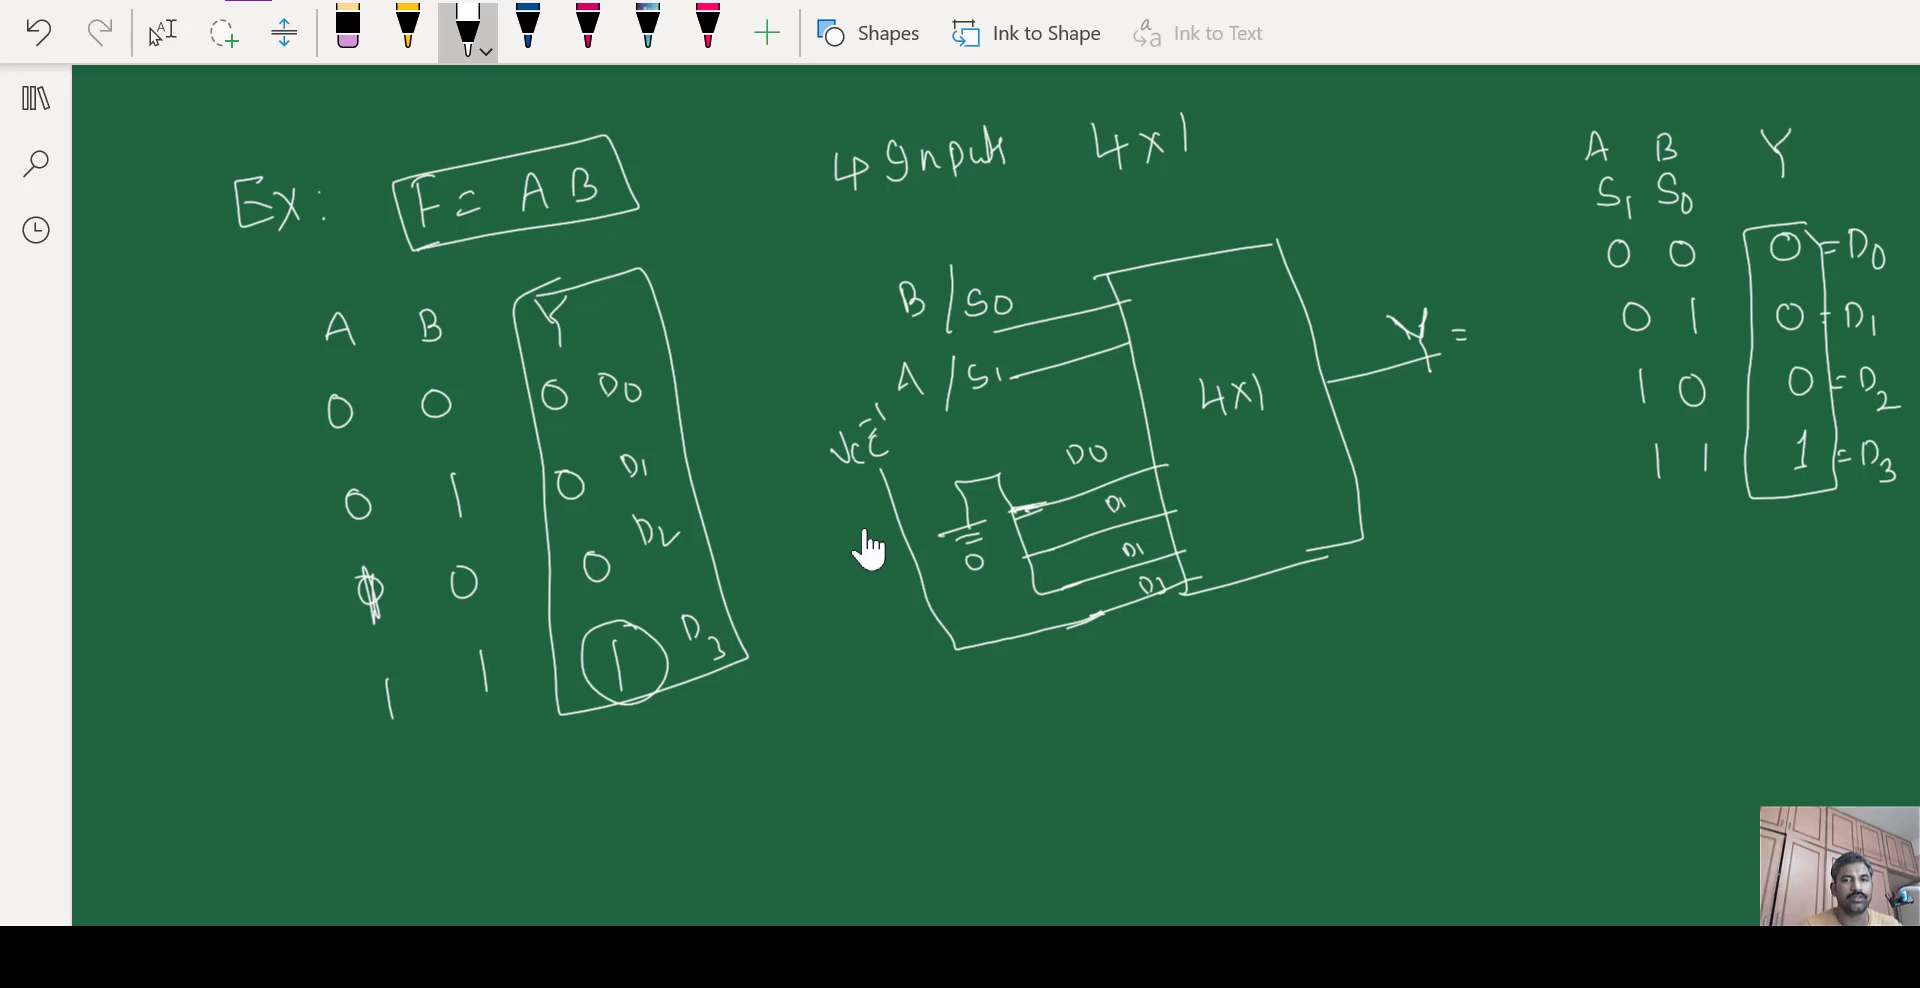 Shapes
Ink to Shape
Ink to Text
Ex: F = A B
A B Y
0 0 0 D0
0 1 0 D1
0 0 D2
1 1 1 D3
4 Input 4x1
B / S0
A / S1
Vcc = 1
4x1
Y =
D0
D1
D1
0
A B Y
S1 S0
0 0 0 = D0
0 1 0 = D1
1 0 0 = D2
1 1 1 = D3